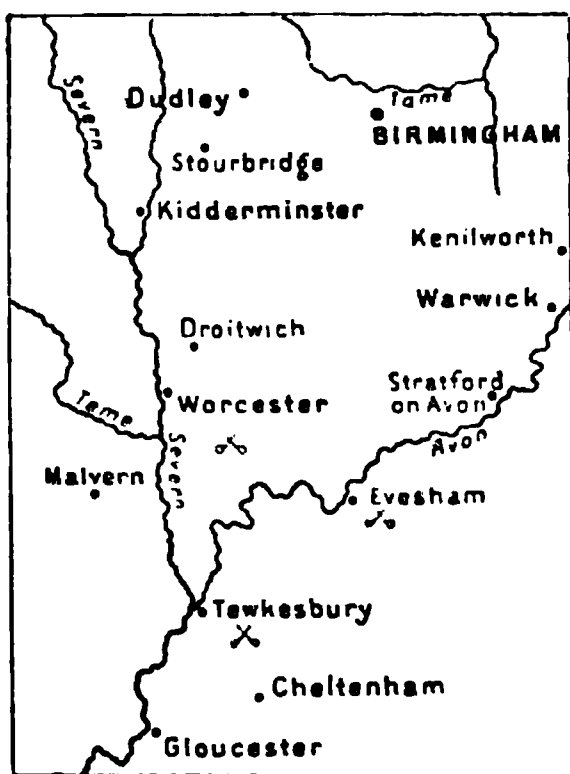 Severn
Dudley
Tame
BIRMINGHAM
Stourbridge
Kidderminster
Kenilworth
Warwick
Droitwich
Stratford
on Avon
Worcester
Teme
Severn
Avon
Malvern
Evesham
Tewkesbury
Cheltenham
Gloucester